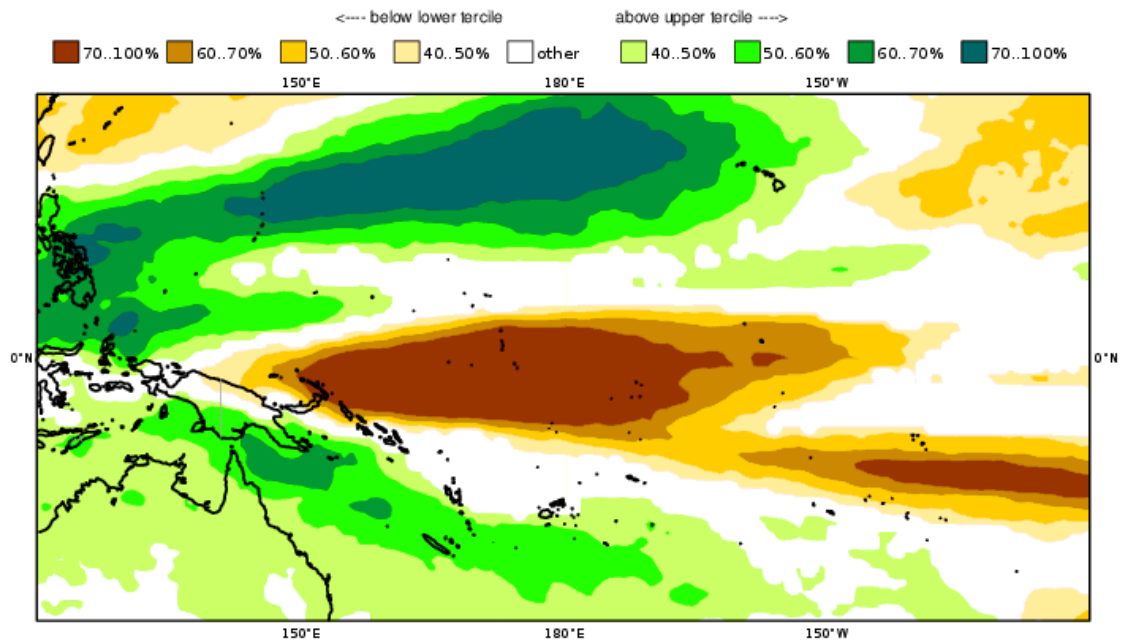 <---- below lower tercile above upper tercile ---->
70..100% 60..70% 50..60% 40..50% other 40..50% 50..60% 60..70% 70..100%
150°E 180°E 150°W
0°N 0°N
150°E 180°E 150°W